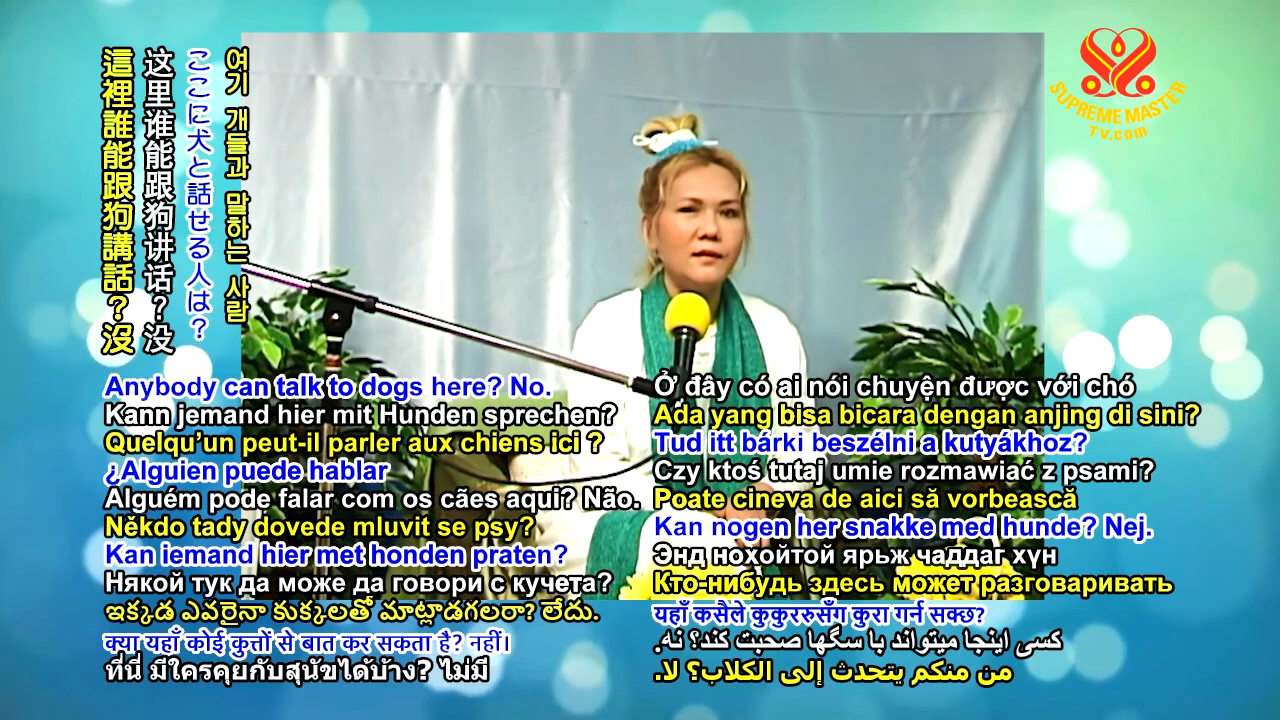 這裡誰能跟狗講話？沒
这里谁能跟狗讲话？没
ここに犬と話せる人は？
여기 개들과 말하는 사람
SUPREME MASTER
TV.com
Anybody can talk to dogs here? No.
Kann jemand hier mit Hunden sprechen?
Quelqu’un peut-il parler aux chiens ici ?
¿Alguien puede hablar
Alguém pode falar com os cães aqui? Não.
Někdo tady dovede mluvit se psy?
Kan iemand hier met honden praten?
Някой тук да може да говори с кучета?
ఇక్కడ ఎవరైనా కుక్కలతో మాట్లాడగలరా? లేదు.
क्या यहाँ कोई कुत्तों से बात कर सकता है? नहीं।
ที่นี่ มีใครคุยกับสุนัขได้บ้าง? ไม่มี
Ở đây có ai nói chuyện được với chó
Ada yang bisa bicara dengan anjing di sini?
Tud itt bárki beszélni a kutyákhoz?
Czy ktoś tutaj umie rozmawiać z psami?
Poate cineva de aici să vorbească
Kan nogen her snakke med hunde? Nej.
Энд нохойтой ярьж чаддаг хүн
Кто-нибудь здесь может разговаривать
यहाँ कसैले कुकुरहरुसँग कुरा गर्न सक्छ?
کسی اینجا میتواند با سگها صحبت کند؟ نه.
من منكم يتحدث إلى الكلاب؟ لا.